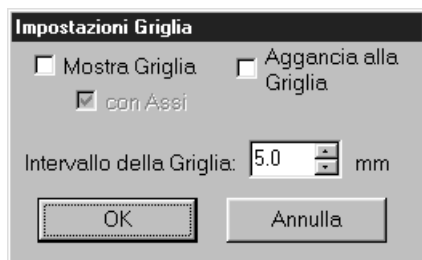 Impostazioni Griglia
Mostra Griglia
Aggancia alla
Griglia
con Assi
Intervallo della Griglia: 5.0 mm
OK Annulla